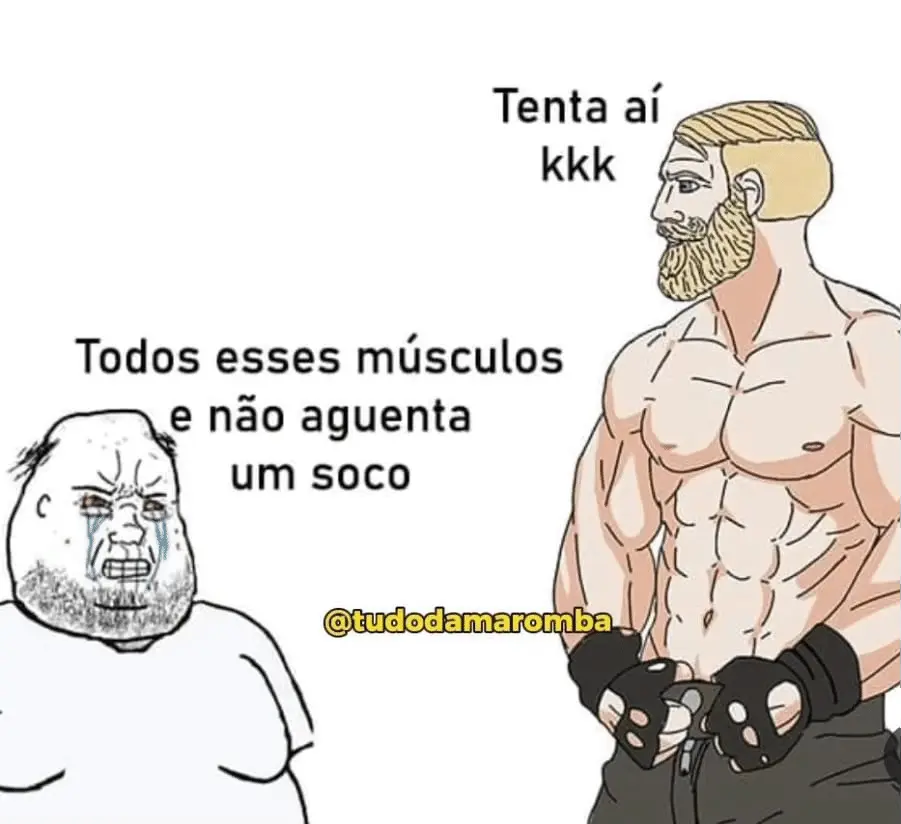 Tenta aí
kkk
Todos esses músculos
e não aguenta
um soco
@tudodamaromba